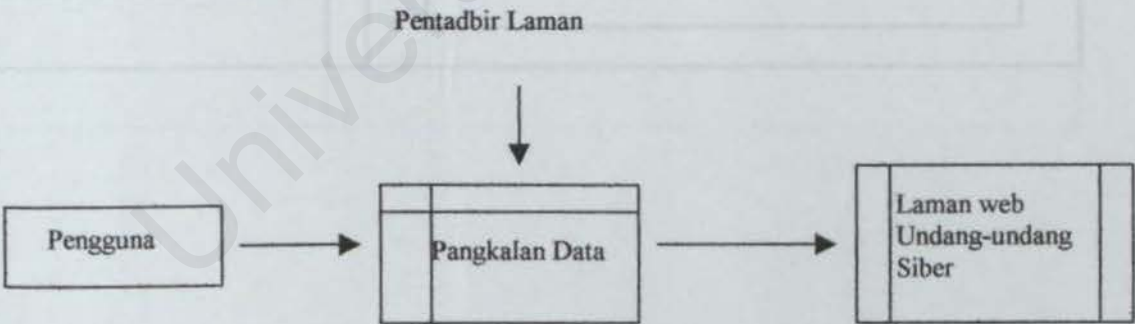 Pentadbir Laman
Pengguna
Pangkalan Data
Laman web
Undang-undang
Siber